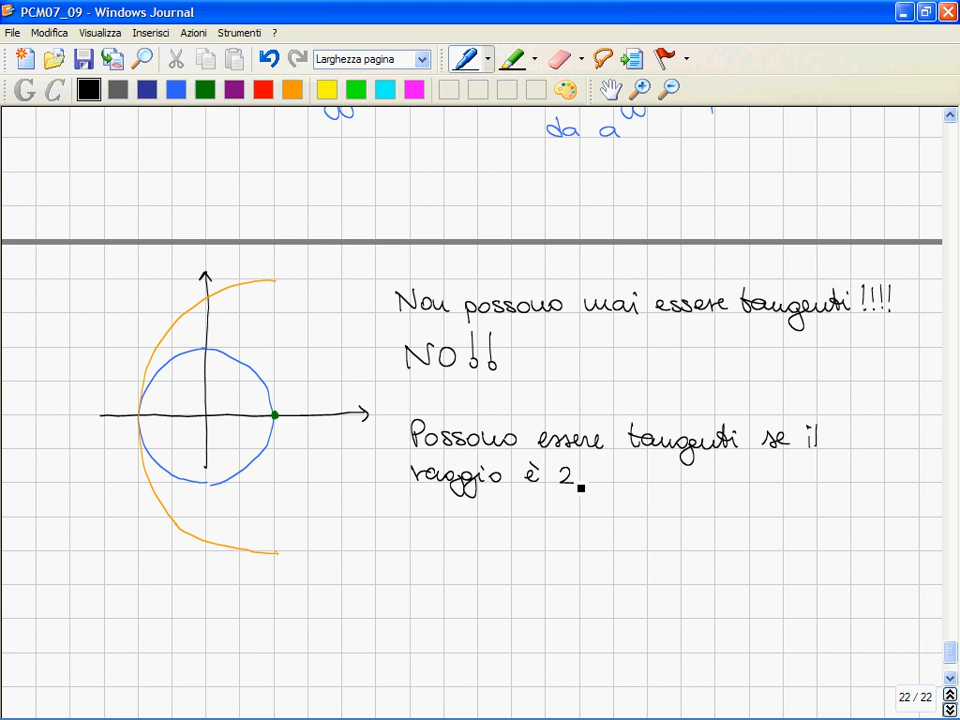 PCM07_09 - Windows Journal
File Modifica Visualizza Inserisci Azioni Strumenti ?
Larghezza pagina
G C
da a
Non possono mai essere tangenti!!!!
NO!!
Possono essere tangenti se il
raggio è 2
22 / 22